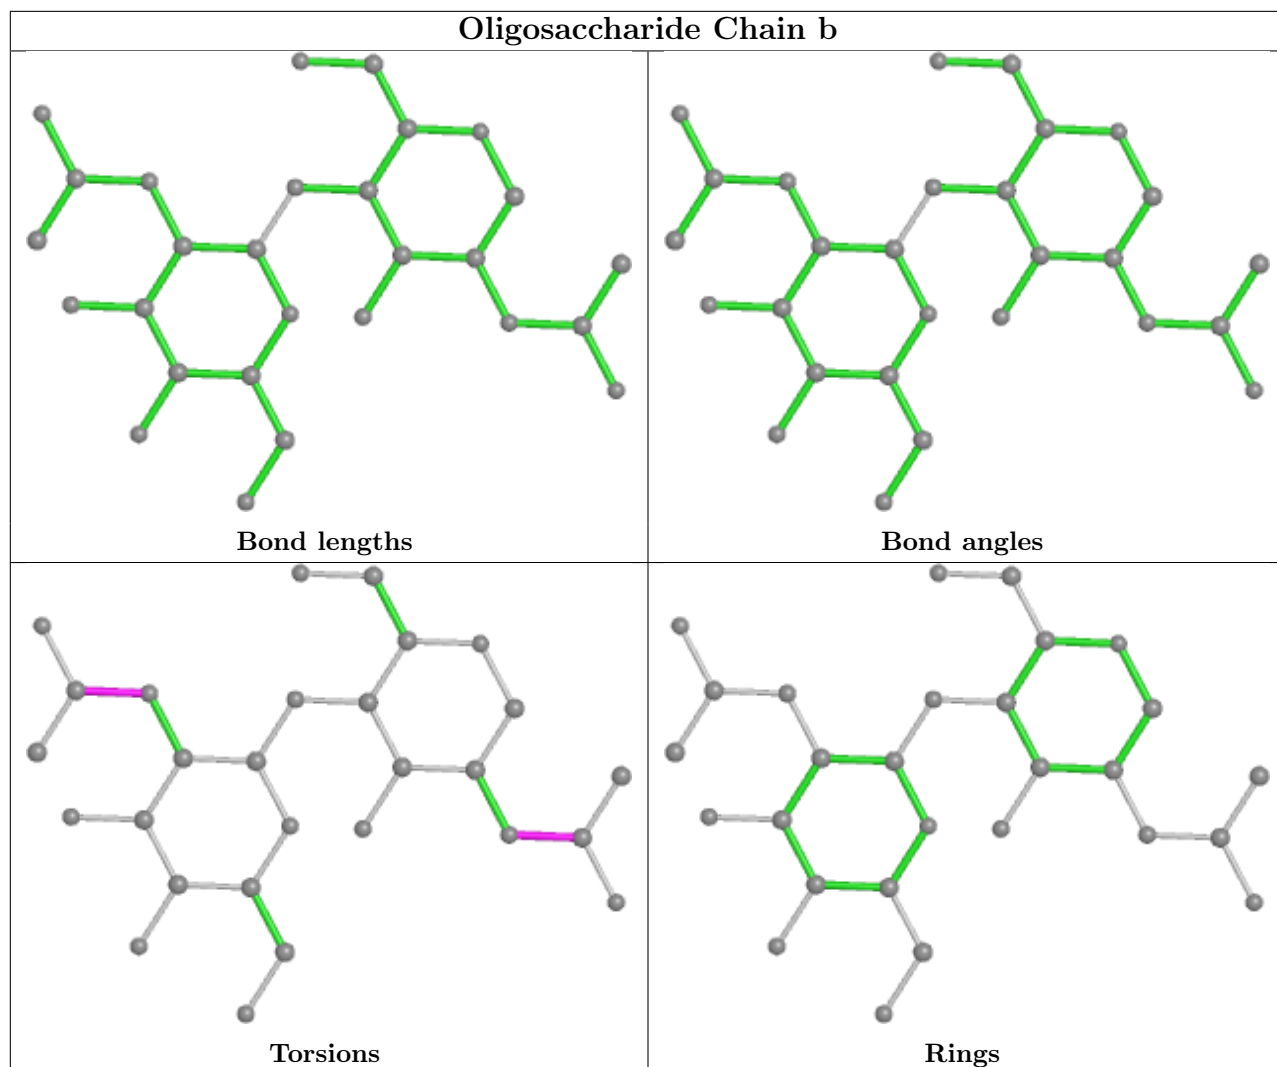 Oligosaccharide Chain b
Bond lengths
Bond angles
Torsions
Rings